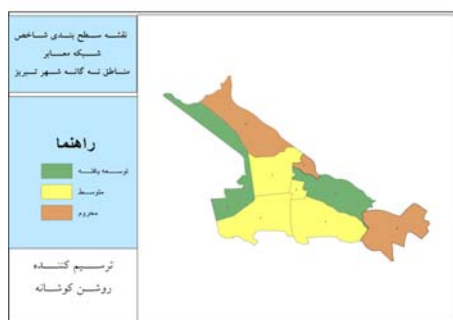 نقشه سطح بندی شاخص
شبکه معابر
مناطق نه گانه شهر تبریز
راهنما
توسعه یافته
متوسط
محروم
ترسیم کننده
روشن کوشانه